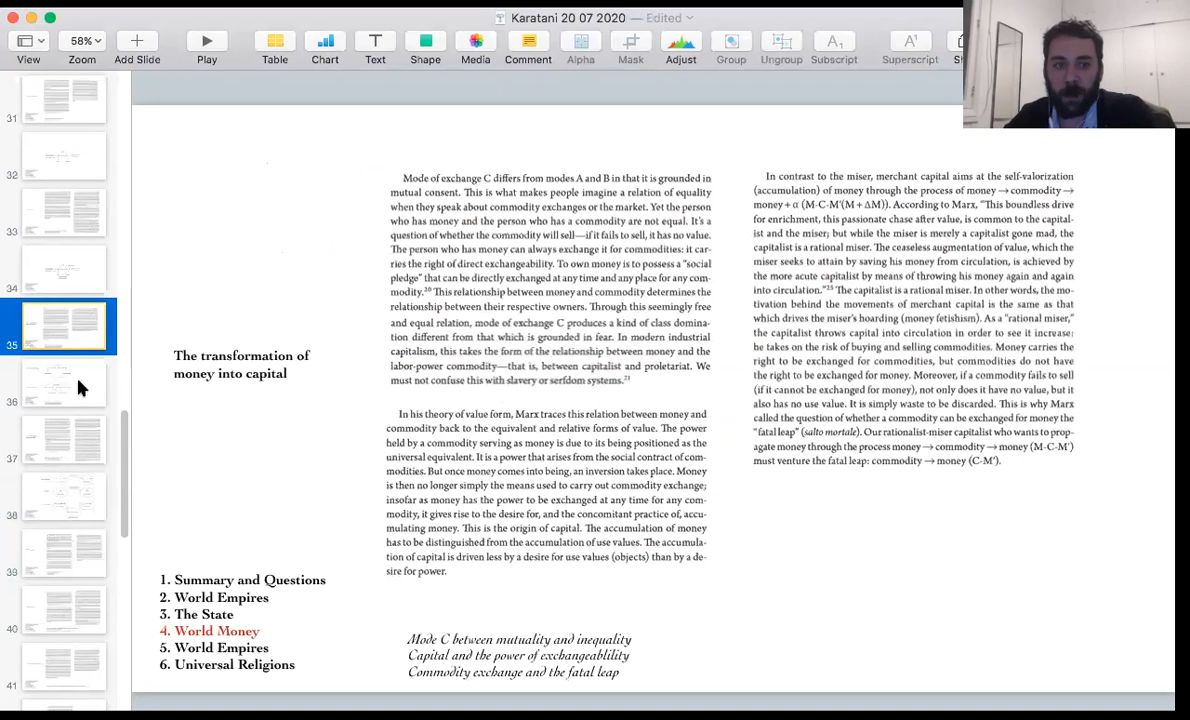 Karatani 20 07 2020 — Edited
58%
View
Zoom
Add Slide
Play
Table
Chart
Text
Shape
Media
Comment
Alpha
Mask
Adjust
Group
Ungroup
Subscript
Superscript
31
32
33
34
35
36
37
38
39
40
41
The transformation of
money into capital
1. Summary and Questions
2. World Empires
3. The State
4. World Money
5. World Empires
6. Universal Religions
Mode of exchange C differs from modes A and B in that it is grounded in
mutual consent. This is what makes people imagine a relation of equality
when they speak about commodity exchanges or the market. Yet the person
who has money and the person who has a commodity are not equal. It's a
question of whether the commodity will sell—if it fails to sell, it has no value.
The person who has money can always exchange it for commodities: it car-
ries the right of direct exchangeability. To own money is to possess a "social
pledge" that can be directly exchanged at any time and any place for any com-
modity.20 This relationship between money and commodity determines the
relationship between their respective owners. Through this seemingly free
and equal relation, mode of exchange C produces a kind of class domina-
tion different from that which is grounded in fear. In modern industrial
capitalism, this takes the form of the relationship between money and the
labor-power commodity—that is, between capitalist and proletariat. We
must not confuse this with slavery or serfdom systems.21
In his theory of value form, Marx traces this relation between money and
commodity back to the equivalent and relative forms of value. The power
held by a commodity serving as money is due to its being positioned as the
universal equivalent. It is a power that arises from the social contract of com-
modities. But once money comes into being, an inversion takes place. Money
is then no longer simply the means used to carry out commodity exchange;
insofar as money has the power to be exchanged at any time for any com-
modity, it gives rise to the desire for, and the concomitant practice of, accu-
mulating money. This is the origin of capital. The accumulation of money
has to be distinguished from the accumulation of use values. The accumula-
tion of capital is driven less by a desire for use values (objects) than by a de-
sire for power.
Mode C between mutuality and inequality
Capital and the power of exchangeablility
Commodity exchange and the fatal leap
In contrast to the miser, merchant capital aims at the self-valorization
(accumulation) of money through the process of money → commodity →
money + α (M-C-M′(M + ΔM)). According to Marx, "This boundless drive
for enrichment, this passionate chase after value, is common to the capital-
ist and the miser; but while the miser is merely a capitalist gone mad, the
capitalist is a rational miser. The ceaseless augmentation of value, which the
miser seeks to attain by saving his money from circulation, is achieved by
the more acute capitalist by means of throwing his money again and again
into circulation."25 The capitalist is a rational miser. In other words, the mo-
tivation behind the movements of merchant capital is the same as that
which drives the miser's hoarding (money fetishism). As a "rational miser,"
the capitalist throws capital into circulation in order to see it increase:
he takes on the risk of buying and selling commodities. Money carries the
right to be exchanged for commodities, but commodities do not have
the right to be exchanged for money. Moreover, if a commodity fails to sell
(if it cannot be exchanged for money), not only does it have no value, but it
also has no use value. It is simply waste to be discarded. This is why Marx
called the question of whether a commodity can be exchanged for money the
"fatal leap" (salto mortale). Our rationalist-miser capitalist who wants to prop-
agate money through the process money → commodity → money (M-C-M′)
must venture the fatal leap: commodity → money (C-M′).